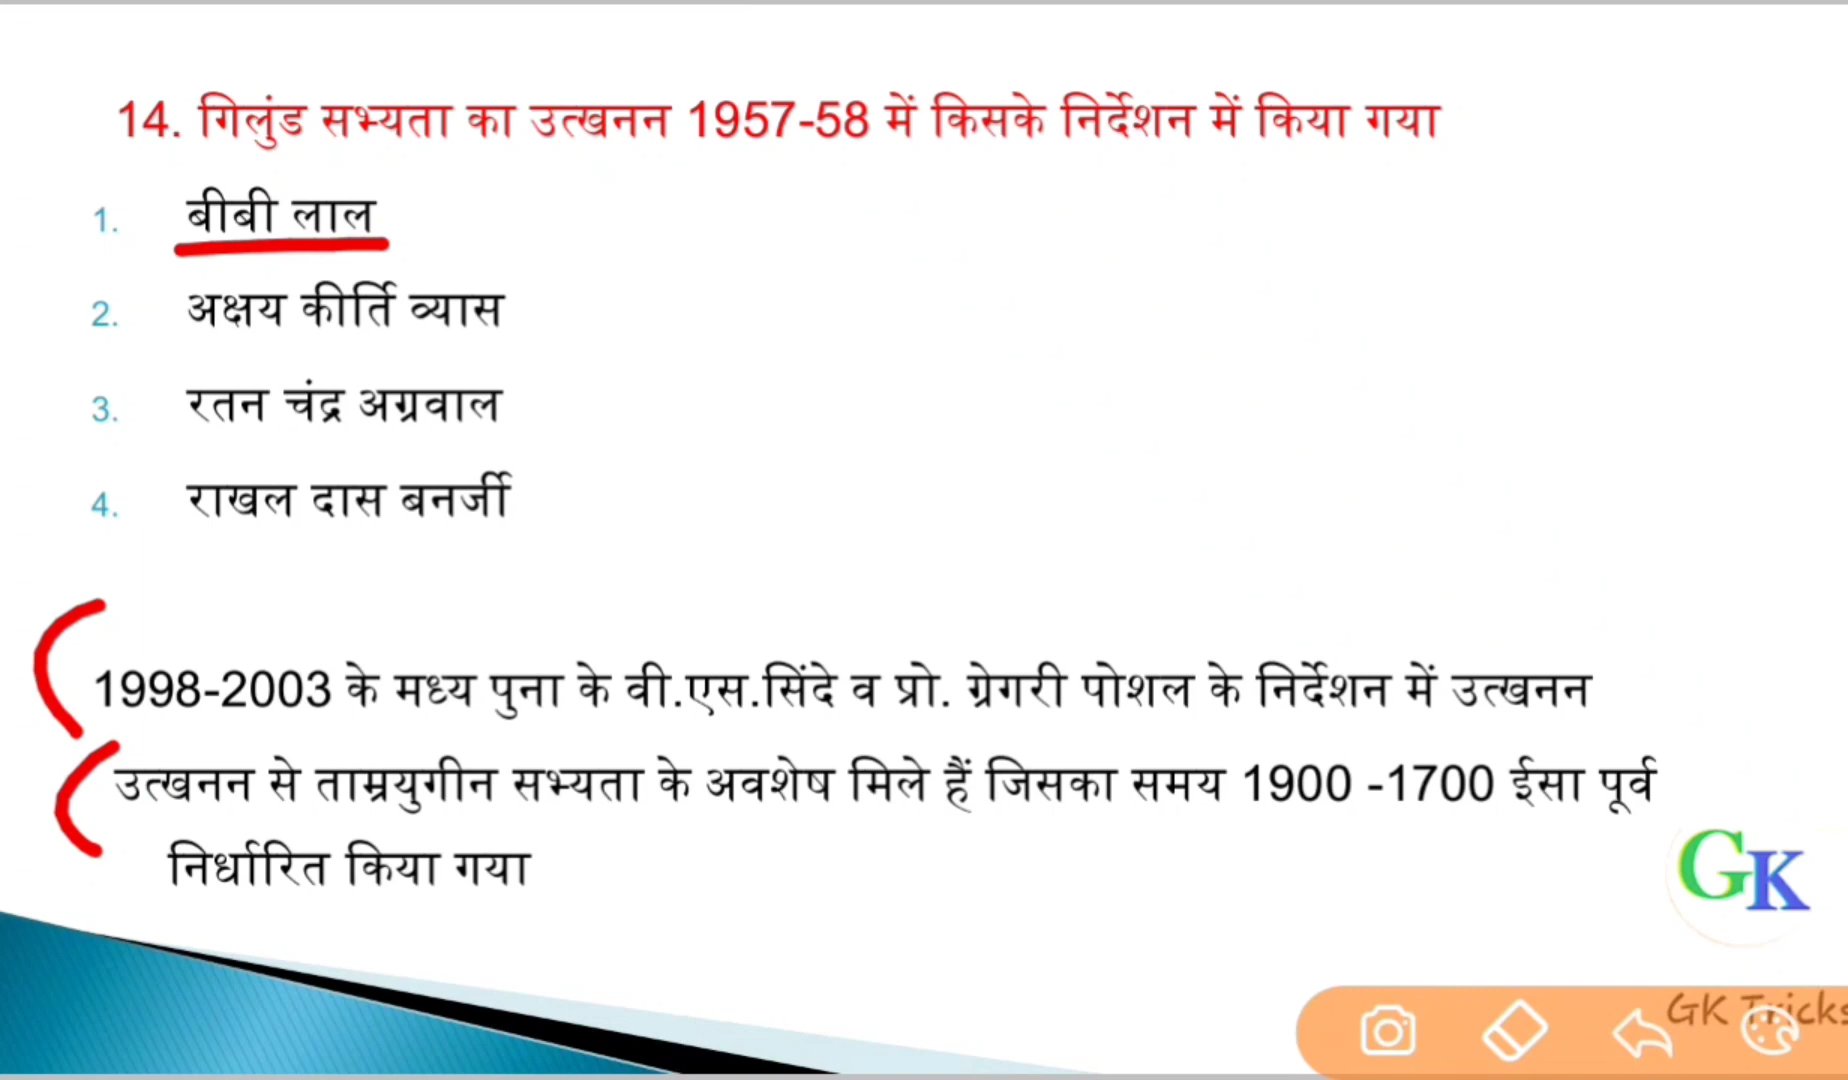 14. गिलुंड सभ्यता का उत्खनन 1957-58 में किसके निर्देशन में किया गया
1. बीबी लाल
2. अक्षय कीर्ति व्यास
3. रतन चंद्र अग्रवाल
4. राखल दास बनर्जी
1998-2003 के मध्य पुना के वी.एस.सिंदे व प्रो. ग्रेगरी पोशल के निर्देशन में उत्खनन
उत्खनन से ताम्रयुगीन सभ्यता के अवशेष मिले हैं जिसका समय 1900 -1700 ईसा पूर्व
निर्धारित किया गया
GK
GK Tricks